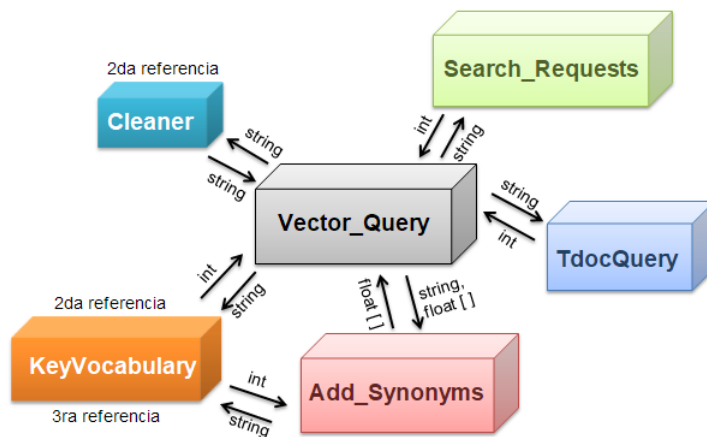 Search_Requests
2da referencia
Cleaner
string
string
int
string
Vector_Query
string
int
TdocQuery
int
string
float [ ]
string,
float [ ]
2da referencia
KeyVocabulary
3ra referencia
int
string
Add_Synonyms